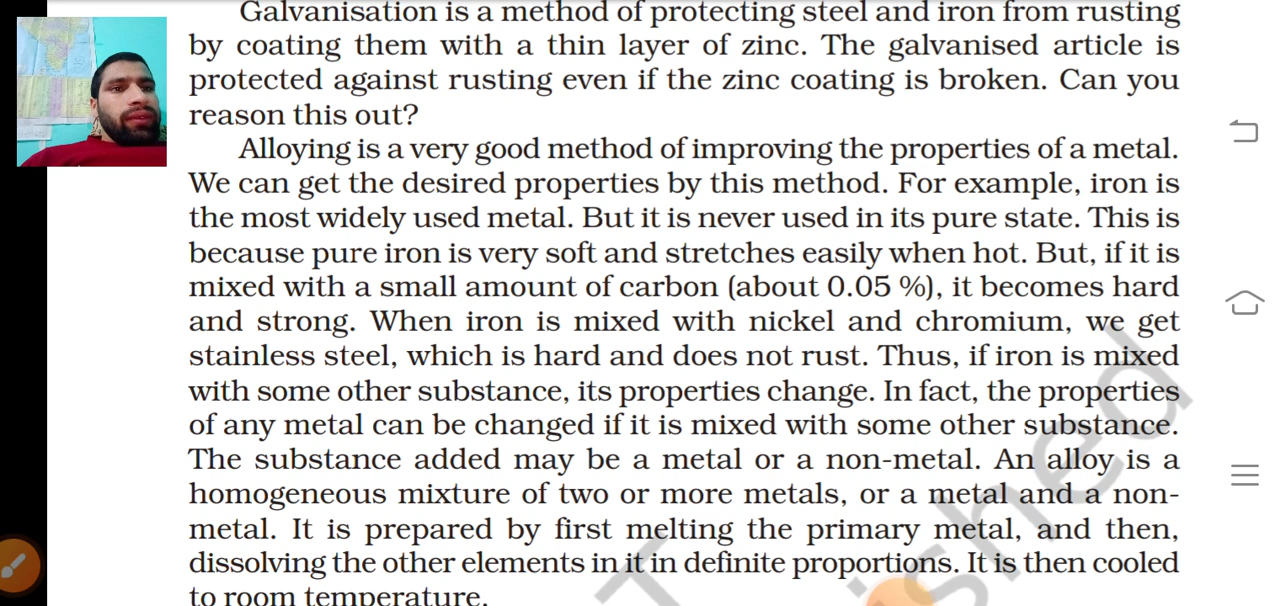 Galvanisation is a method of protecting steel and iron from rusting
by coating them with a thin layer of zinc. The galvanised article is
protected against rusting even if the zinc coating is broken. Can you
reason this out?
Alloying is a very good method of improving the properties of a metal.
We can get the desired properties by this method. For example, iron is
the most widely used metal. But it is never used in its pure state. This is
because pure iron is very soft and stretches easily when hot. But, if it is
mixed with a small amount of carbon (about 0.05 %), it becomes hard
and strong. When iron is mixed with nickel and chromium, we get
stainless steel, which is hard and does not rust. Thus, if iron is mixed
with some other substance, its properties change. In fact, the properties
of any metal can be changed if it is mixed with some other substance.
The substance added may be a metal or a non-metal. An alloy is a
homogeneous mixture of two or more metals, or a metal and a non-
metal. It is prepared by first melting the primary metal, and then,
dissolving the other elements in it in definite proportions. It is then cooled
to room temperature.